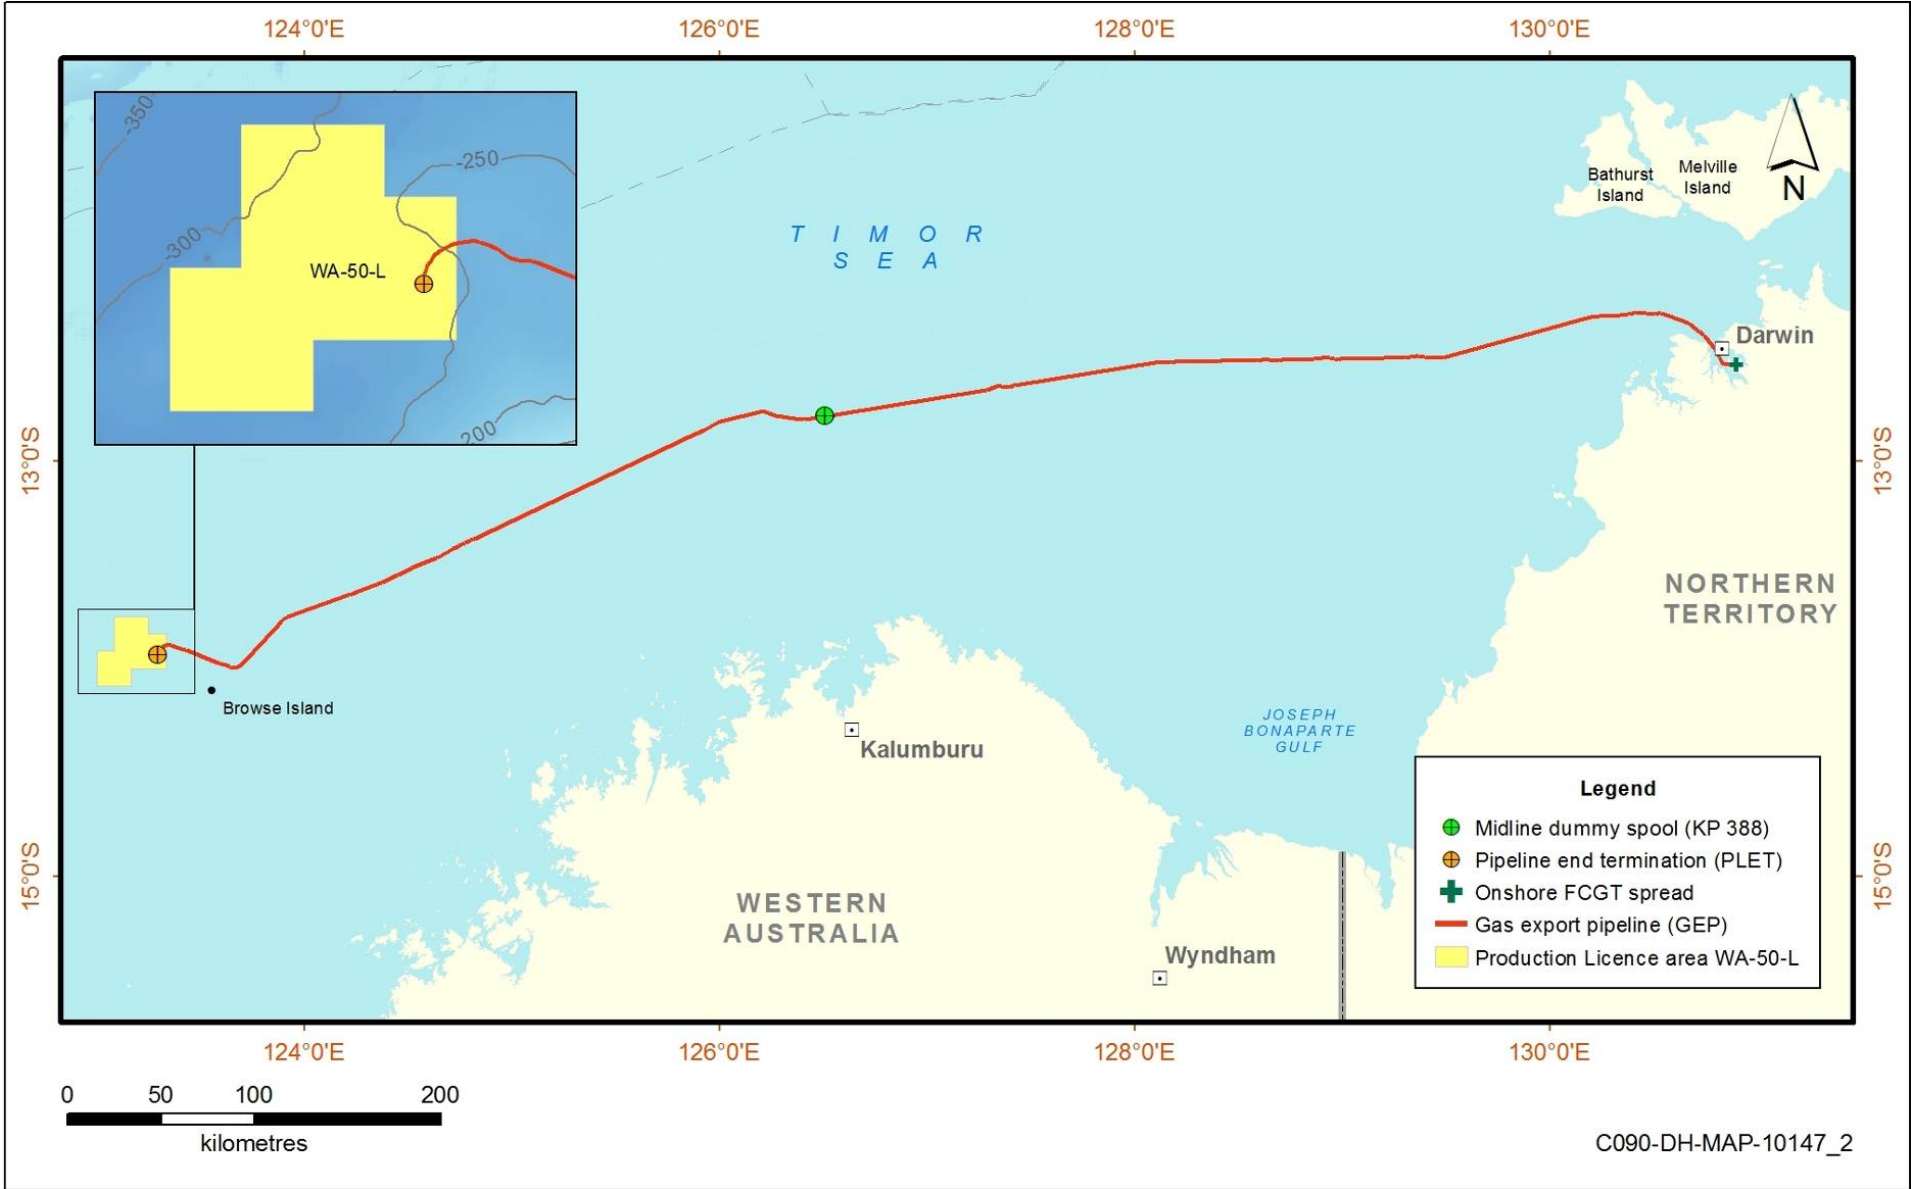 124°0'E
126°0'E
128°0'E
130°0'E
-350
-250
-300
WA-50-L
200
TIMOR
SEA
Bathurst
Island
Melville
Island
N
Darwin
13°0'S
13°0'S
NORTHERN
TERRITORY
Browse Island
Kalumburu
JOSEPH
BONAPARTE
GULF
WESTERN
AUSTRALIA
Wyndham
15°0'S
15°0'S
Legend
Midline dummy spool (KP 388)
Pipeline end termination (PLET)
Onshore FCGT spread
Gas export pipeline (GEP)
Production Licence area WA-50-L
124°0'E
126°0'E
128°0'E
130°0'E
0 50 100 200
kilometres
C090-DH-MAP-10147_2